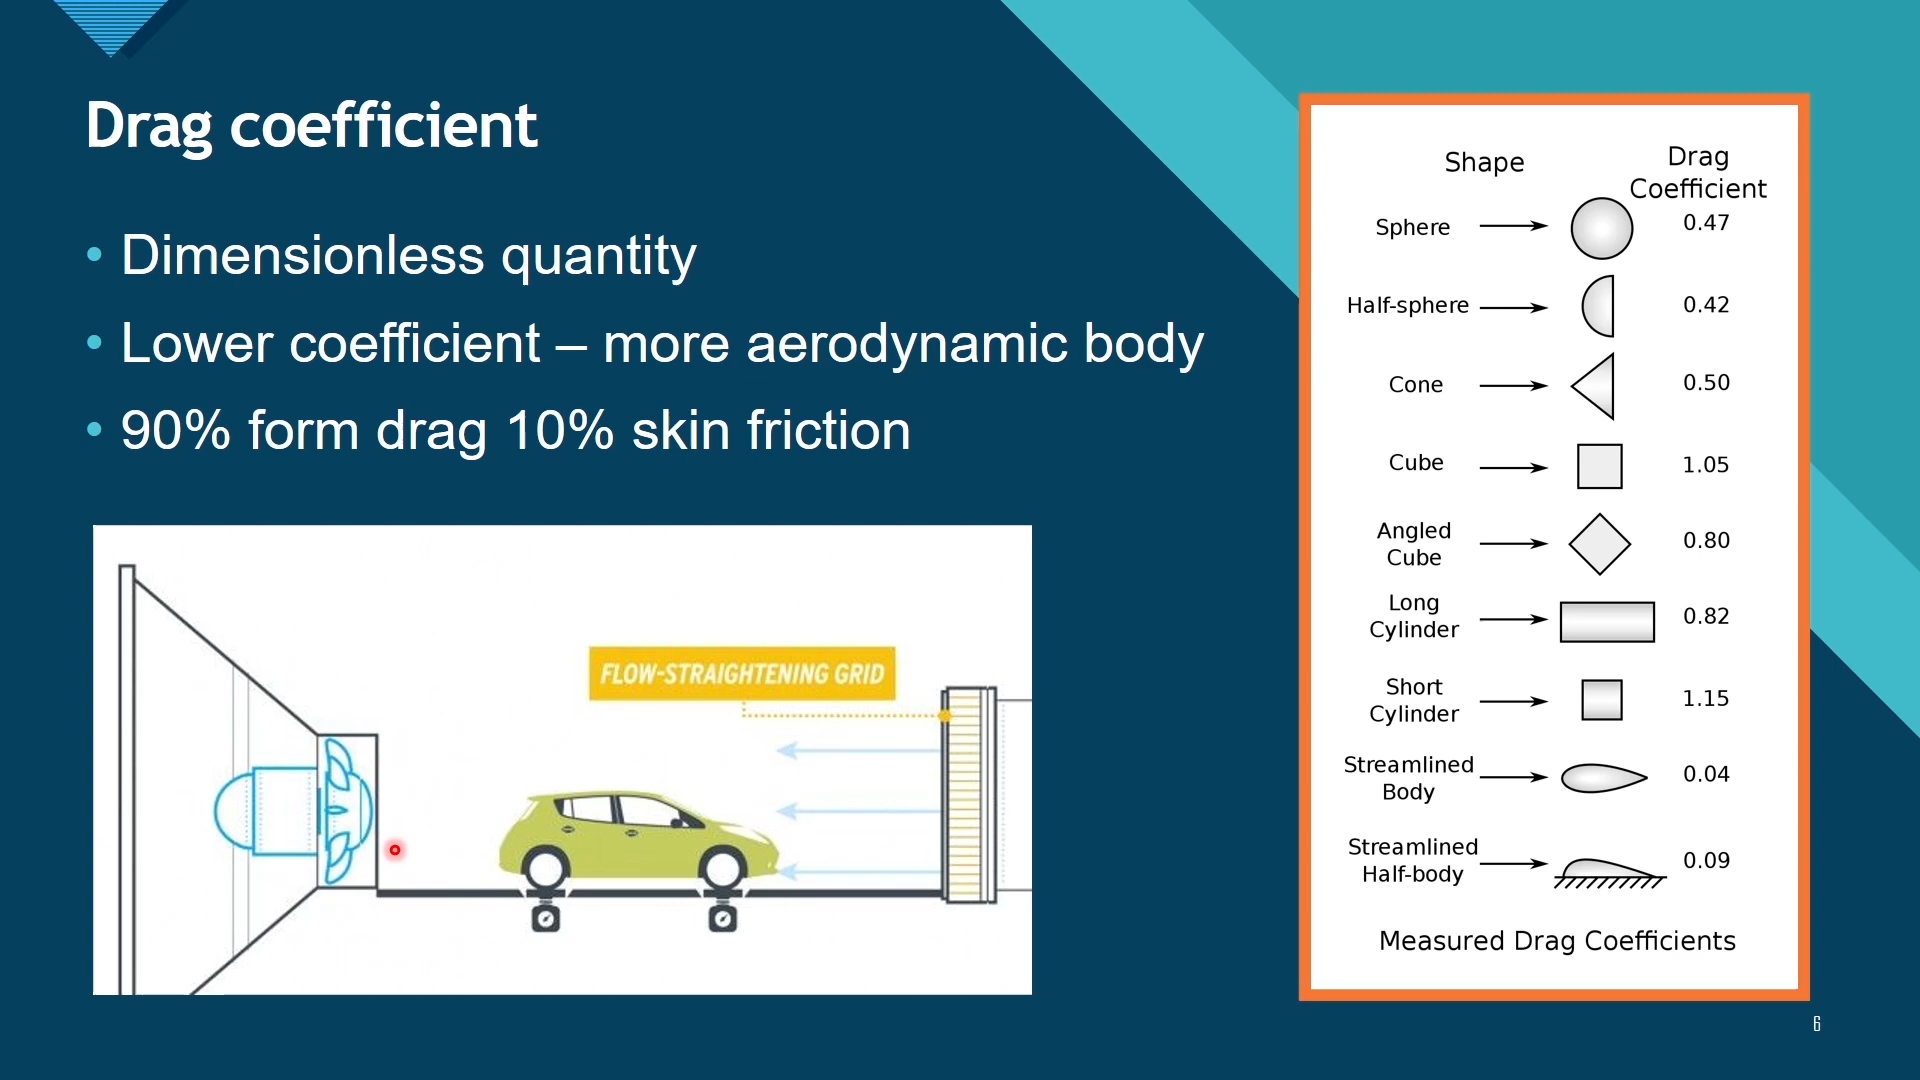 Drag coefficient
• Dimensionless quantity
• Lower coefficient – more aerodynamic body
• 90% form drag 10% skin friction
FLOW-STRAIGHTENING GRID
Shape
Drag
Coefficient
Sphere 0.47
Half-sphere 0.42
Cone 0.50
Cube 1.05
Angled
Cube 0.80
Long
Cylinder 0.82
Short
Cylinder 1.15
Streamlined
Body 0.04
Streamlined
Half-body 0.09
Measured Drag Coefficients
6